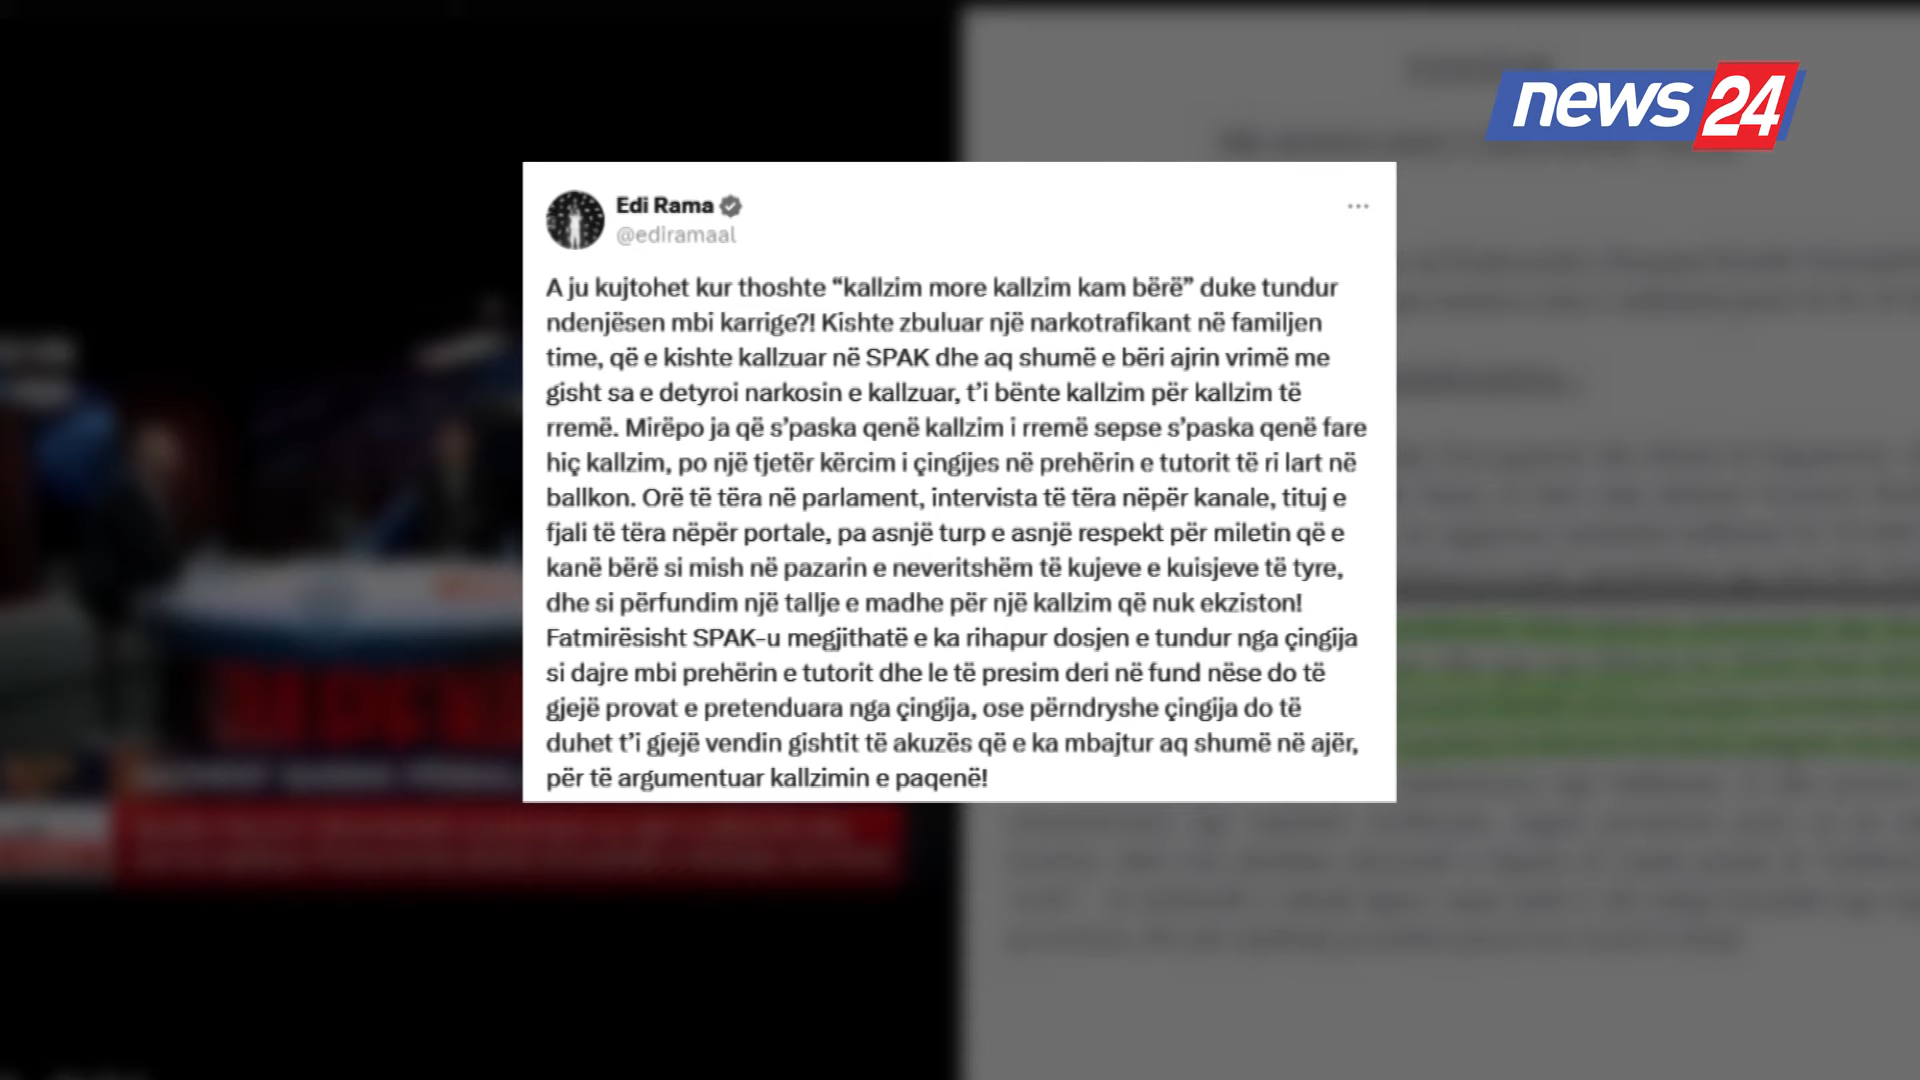 news 24
Edi Rama
@ediramaal
A ju kujtohet kur thoshte “kallzim more kallzim kam bërë” duke tundur
ndenjësen mbi karrige?! Kishte zbuluar një narkotrafikant në familjen
time, që e kishte kallzuar në SPAK dhe aq shumë e bëri ajrin vrimë me
gisht sa e detyroi narkosin e kallzuar, t’i bënte kallzim për kallzim të
rremë. Mirëpo ja që s’paska qenë kallzim i rremë sepse s’paska qenë fare
hiç kallzim, po një tjetër kërcim i çingijes në prehërin e tutorit të ri lart në
ballkon. Orë të tëra në parlament, intervista të tëra nëpër kanale, tituj e
fjali të tëra nëpër portale, pa asnjë turp e asnjë respekt për miletin që e
kanë bërë si mish në pazarin e neveritshëm të kujeve e kuisjeve të tyre,
dhe si përfundim një tallje e madhe për një kallzim që nuk ekziston!
Fatmirësisht SPAK-u megjithatë e ka rihapur dosjen e tundur nga çingija
si dajre mbi prehërin e tutorit dhe le të presim deri në fund nëse do të
gjejë provat e pretenduara nga çingija, ose përndryshe çingija do të
duhet t’i gjejë vendin gishtit të akuzës që e ka mbajtur aq shumë në ajër,
për të argumentuar kallzimin e paqenë!